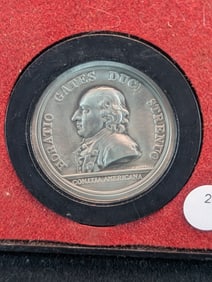 HORATIO GATES DUCI STRENUO
COMITIA AMERICANA
2